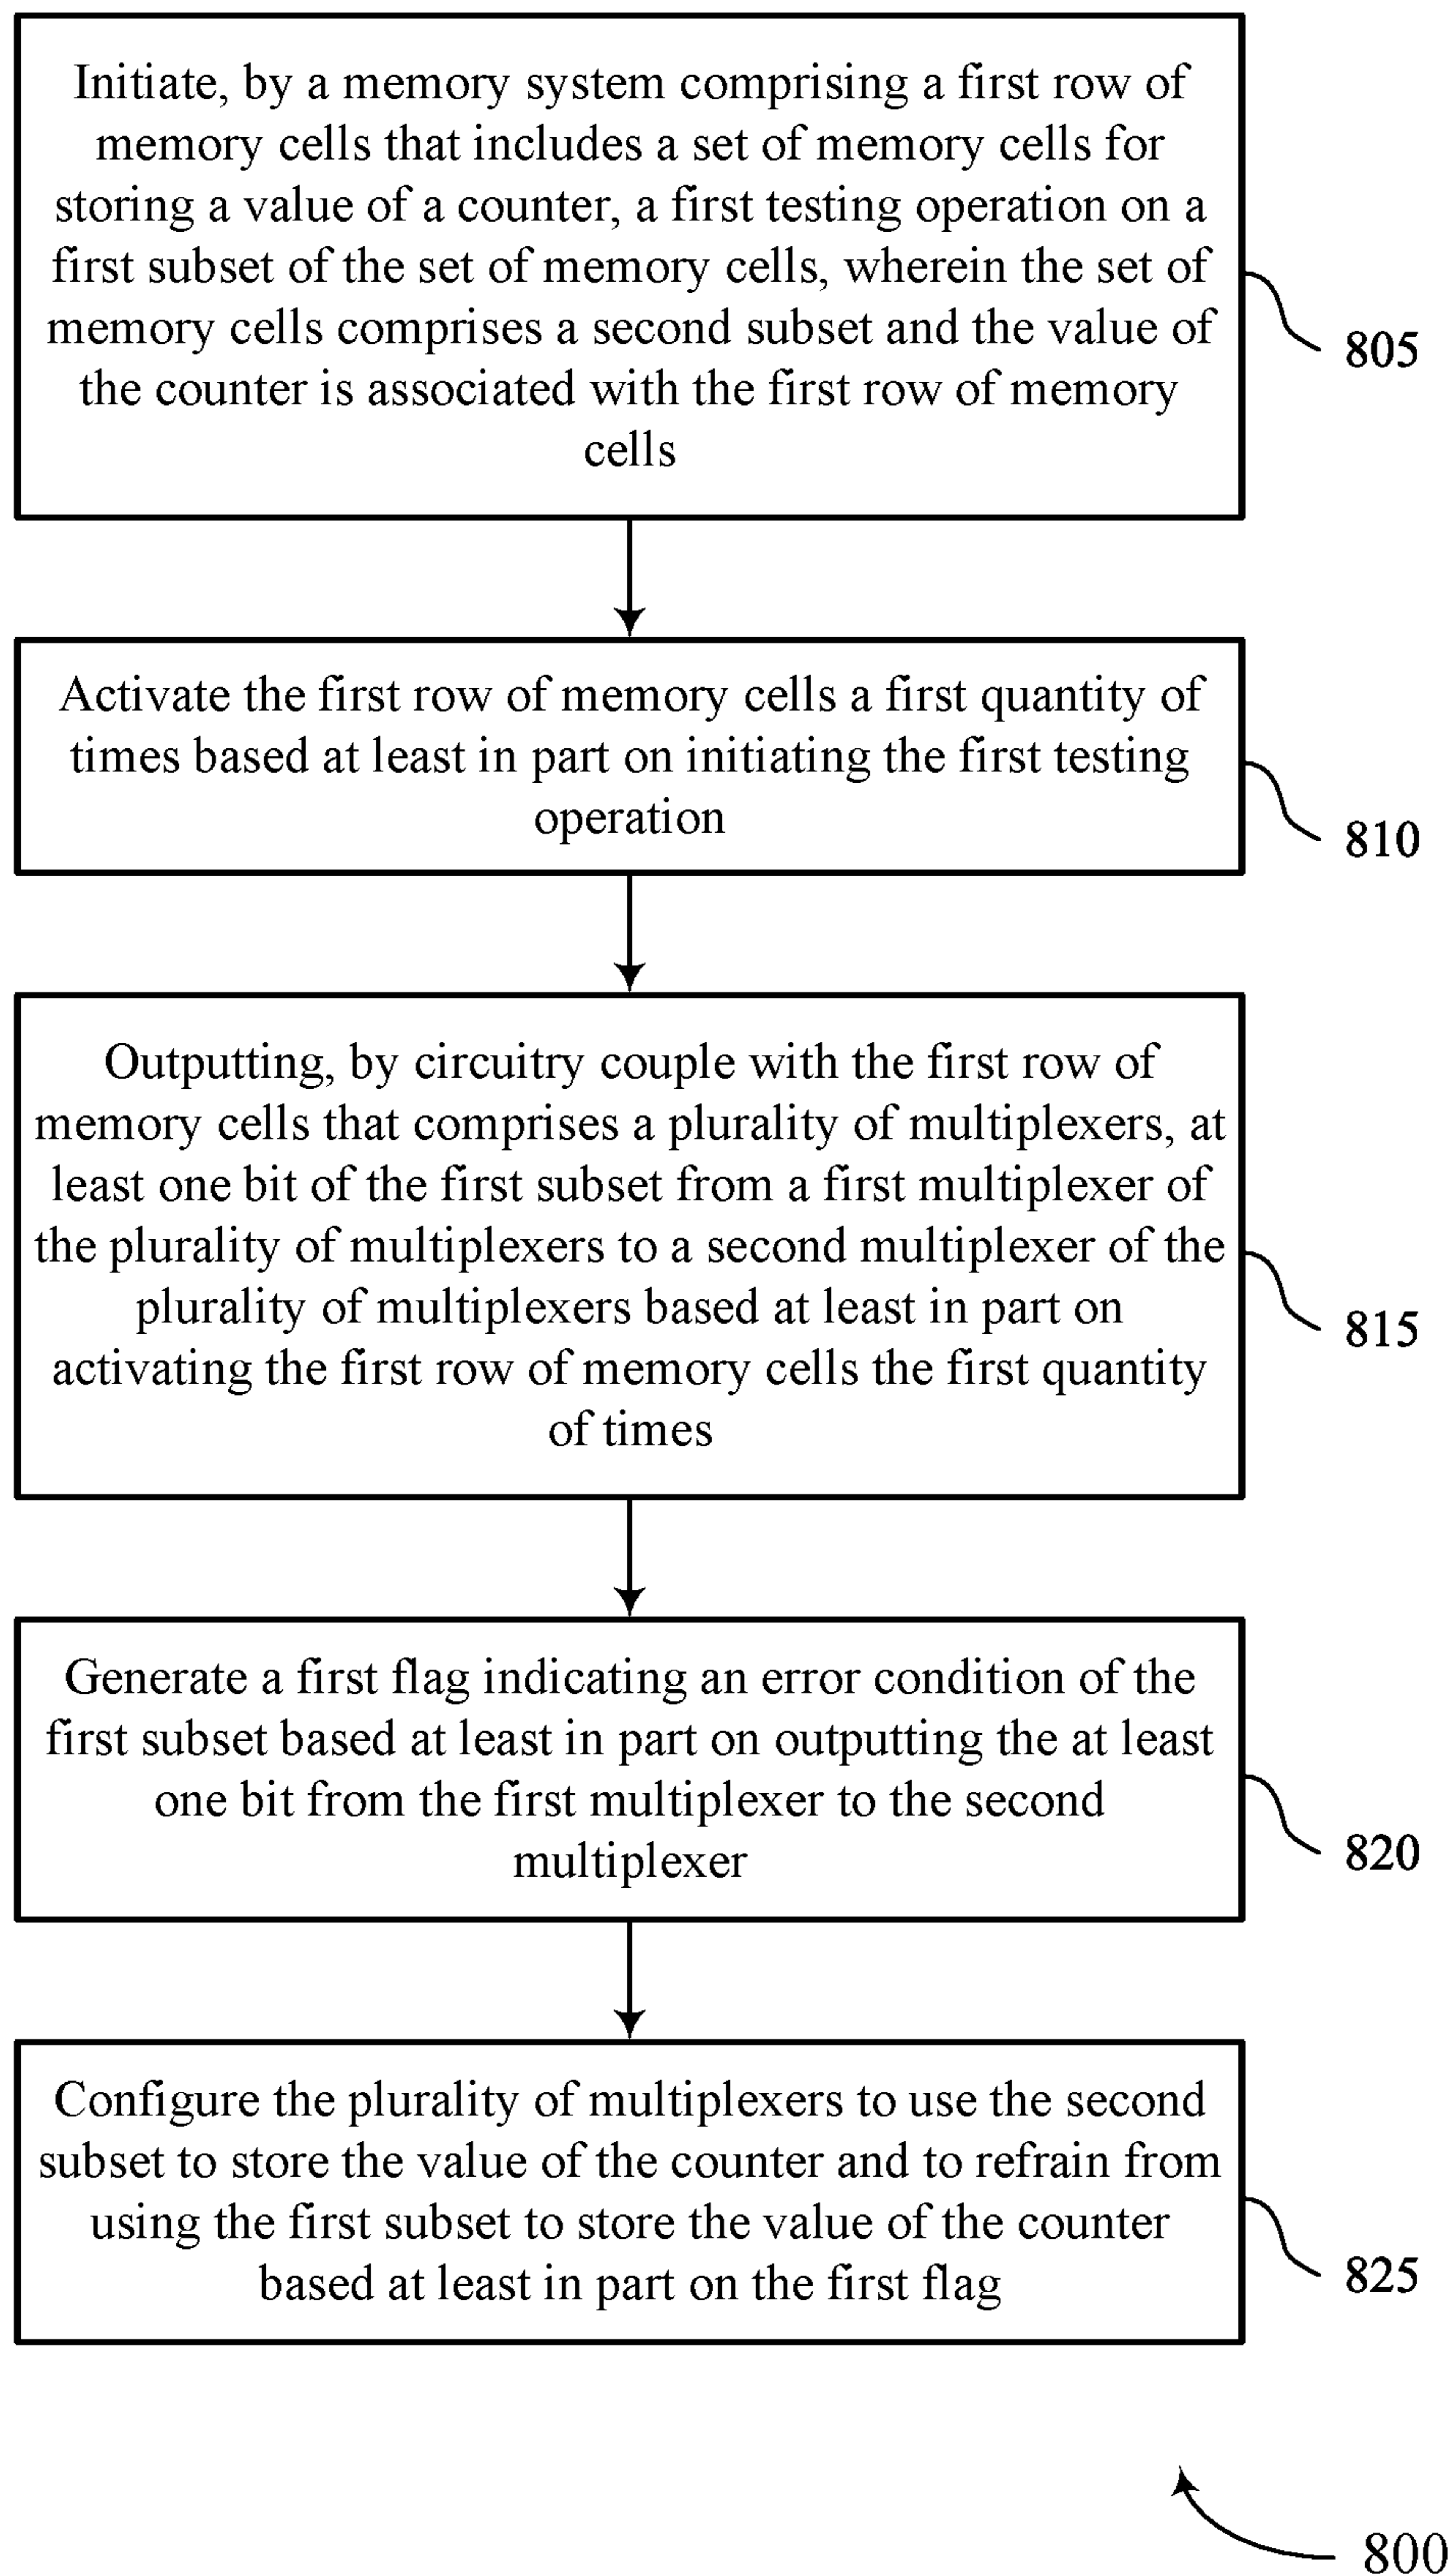 Initiate, by a memory system comprising a first row of
memory cells that includes a set of memory cells for
storing a value of a counter, a first testing operation on a
first subset of the set of memory cells, wherein the set of
memory cells comprises a second subset and the value of
the counter is associated with the first row of memory
cells
805
Activate the first row of memory cells a first quantity of
times based at least in part on initiating the first testing
operation
810
Outputting, by circuitry couple with the first row of
memory cells that comprises a plurality of multiplexers, at
least one bit of the first subset from a first multiplexer of
the plurality of multiplexers to a second multiplexer of the
plurality of multiplexers based at least in part on
activating the first row of memory cells the first quantity
of times
815
Generate a first flag indicating an error condition of the
first subset based at least in part on outputting the at least
one bit from the first multiplexer to the second
multiplexer
820
Configure the plurality of multiplexers to use the second
subset to store the value of the counter and to refrain from
using the first subset to store the value of the counter
based at least in part on the first flag
825
800